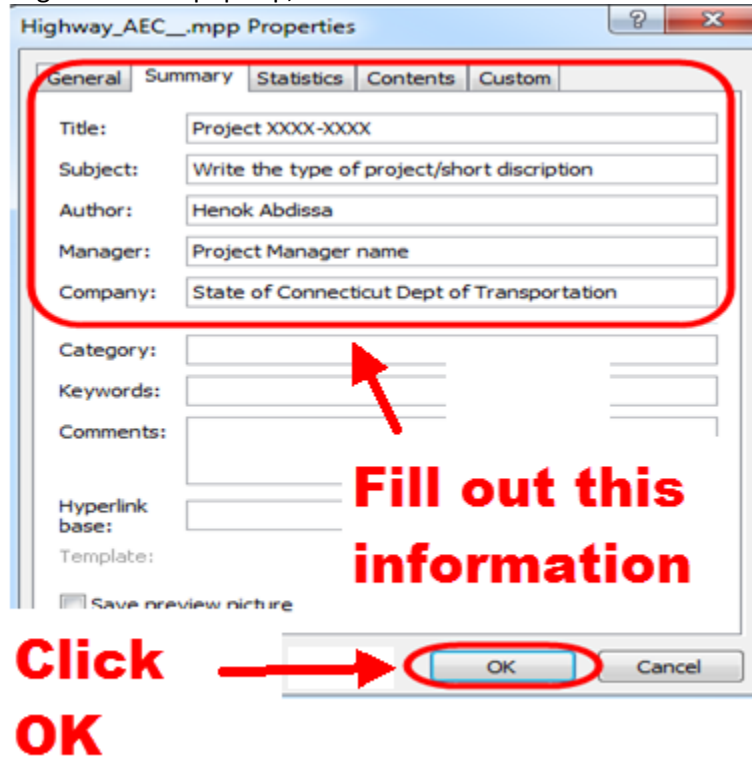 Highway_AEC__.mpp Properties
General Summary Statistics Contents Custom
Title: Project XXXX-XXXX
Subject: Write the type of project/short discription
Author: Henok Abdissa
Manager: Project Manager name
Company: State of Connecticut Dept of Transportation
Category:
Keywords:
Comments:
Fill out this
information
Hyperlink
base:
Template:
Save preview picture
Click
OK
OK Cancel